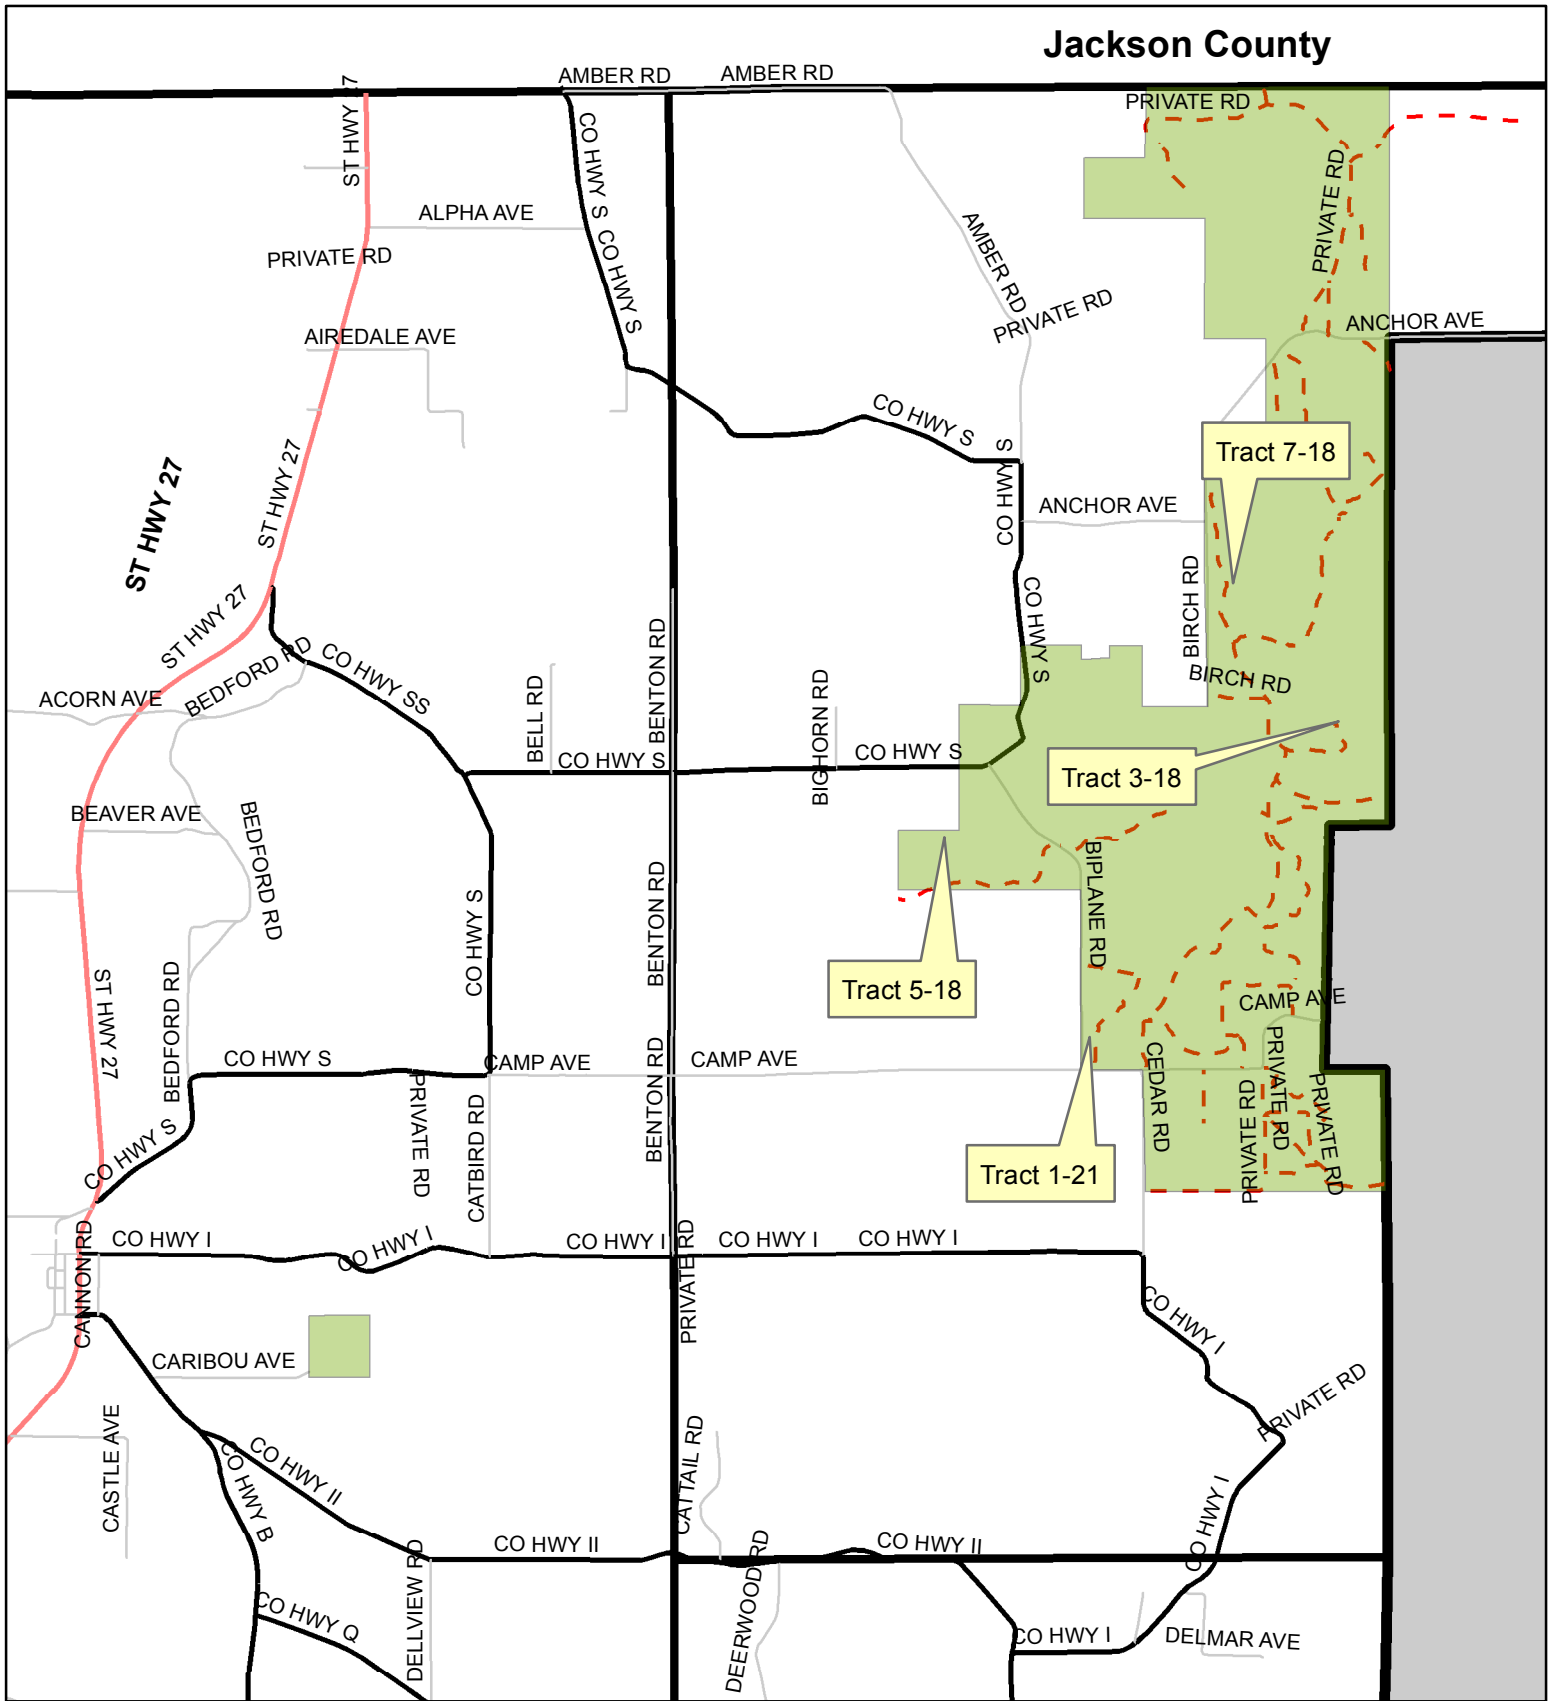 Jackson County
AMBER RD
AMBER RD
PRIVATE RD
ST HWY 27
CO HWY S
ALPHA AVE
PRIVATE RD
PRIVATE RD
CO HWY S
AMBER RD
PRIVATE RD
AIREDALE AVE
ANCHOR AVE
CO HWY S
CO HWY S
Tract 7-18
ST HWY 27
ST HWY 27
ANCHOR AVE
BIRCH RD
ST HWY 27
CO HWY S
BEDFORD RD
CO HWY SS
BENTON RD
BIRCH RD
ACORN AVE
BELL RD
BIGHORN RD
CO HWY S
CO HWY S
Tract 3-18
BEAVER AVE
BEDFORD RD
BIPLANE RD
CO HWY S
BENTON RD
Tract 5-18
ST HWY 27
BEDFORD RD
CAMP AVE
CO HWY S
CAMP AVE
CAMP AVE
BENTON RD
CEDAR RD
PRIVATE RD
PRIVATE RD
PRIVATE RD
PRIVATE RD
CATBIRD RD
CO HWY S
Tract 1-21
CO HWY I
CO HWY I
CO HWY I
CO HWY I
CO HWY I
CANNON RD
PRIVATE RD
CO HWY I
CARIBOU AVE
PRIVATE RD
CASTLE AVE
CO HWY II
CO HWY B
CATTAIL RD
CO HWY I
CO HWY II
CO HWY II
DELLVIEW RD
DEERWOOD RD
CO HWY Q
CO HWY I
DELMAR AVE